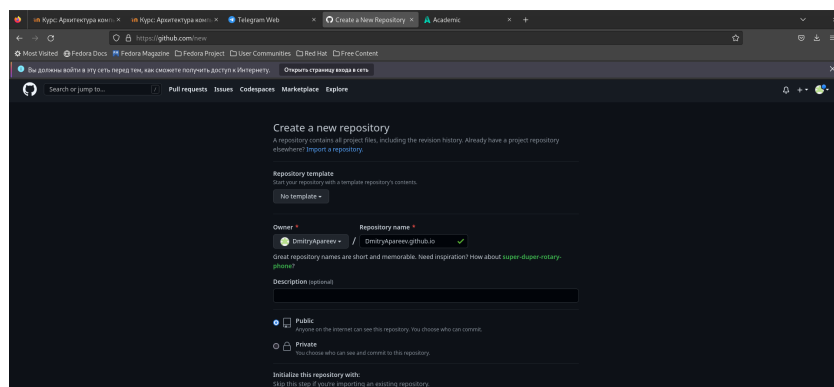 Курс: Архитектура комп
Курс: Архитектура комп
Telegram Web
Create a New Repository
Academic
https://github.com/new
Most Visited Fedora Docs Fedora Magazine Fedora Project User Communities Red Hat Free Content
Вы должны войти в эту сеть перед тем, как сможете получить доступ к Интернету. Открыть страницу входа в сеть
Search or jump to... / Pull requests Issues Codespaces Marketplace Explore
Create a new repository
A repository contains all project files, including the revision history. Already have a project repository
elsewhere? Import a repository.
Repository template
Start your repository with a template repository's contents.
No template
Owner * Repository name *
DmitryApareev / DmitryApareev.github.io
Great repository names are short and memorable. Need inspiration? How about super-duper-rotary-
phone?
Description (optional)
Public
Anyone on the internet can see this repository. You choose who can commit.
Private
You choose who can see and commit to this repository.
Initialize this repository with:
Skip this step if you're importing an existing repository.